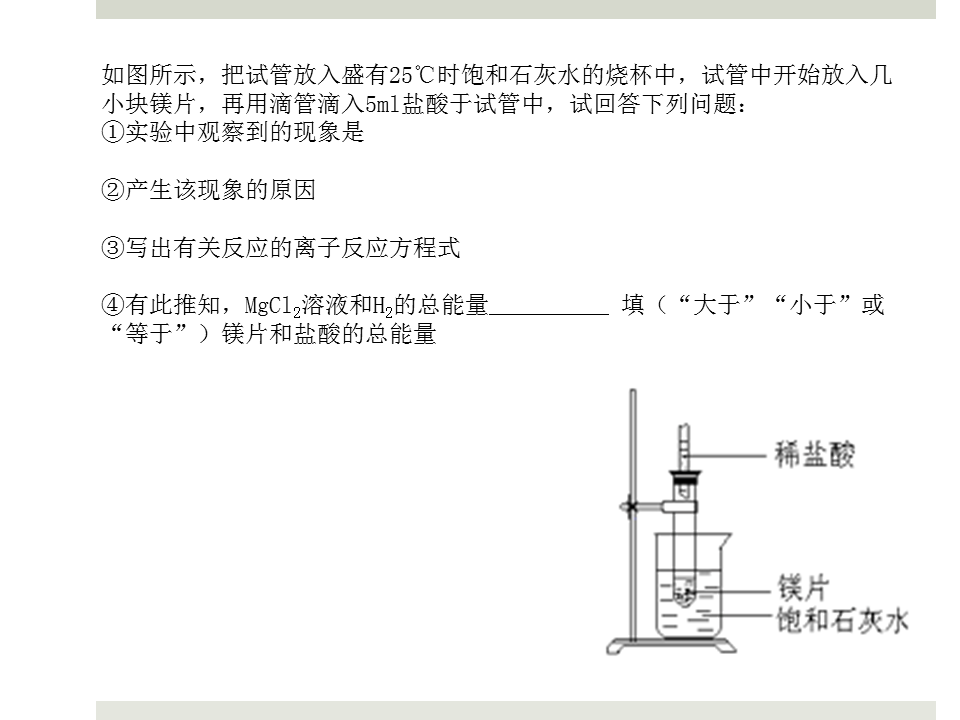 如图所示，把试管放入盛有25℃时饱和石灰水的烧杯中，试管中开始放入几
小块镁片，再用滴管滴入5ml盐酸于试管中，试回答下列问题：
①实验中观察到的现象是
②产生该现象的原因
③写出有关反应的离子反应方程式
④有此推知，MgCl₂溶液和H₂的总能量__________ 填（“大于”“小于”或
“等于”）镁片和盐酸的总能量
稀盐酸
镁片
饱和石灰水